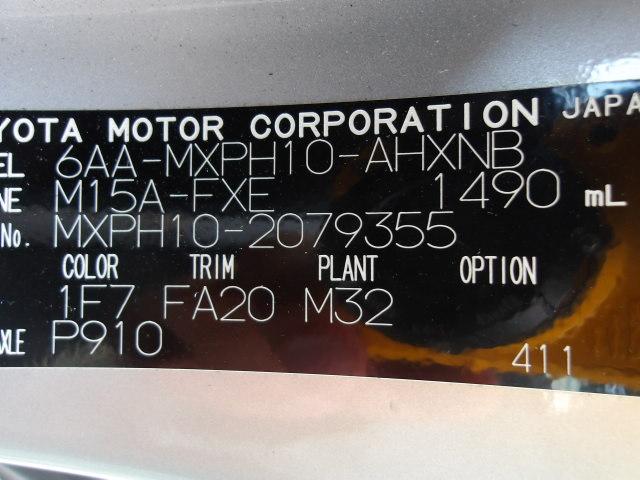 YOTA MOTOR CORPORATION JAPA
EL 6AA-MXPH10-AHXNB
NE M15A-FXE 1490 mL
No. MXPH10-2079355
COLOR TRIM PLANT OPTION
1F7 FA20 M32
XLE P910
411